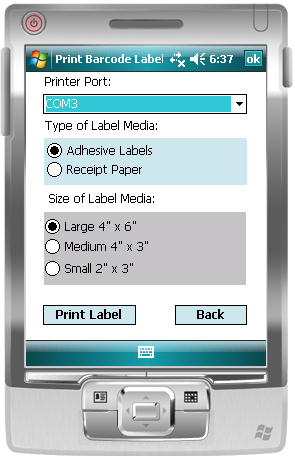 Print Barcode Label 6:37 ok
Printer Port:
COM3
Type of Label Media:
Adhesive Labels
Receipt Paper
Size of Label Media:
Large 4" x 6"
Medium 4" x 3"
Small 2" x 3"
Print Label Back